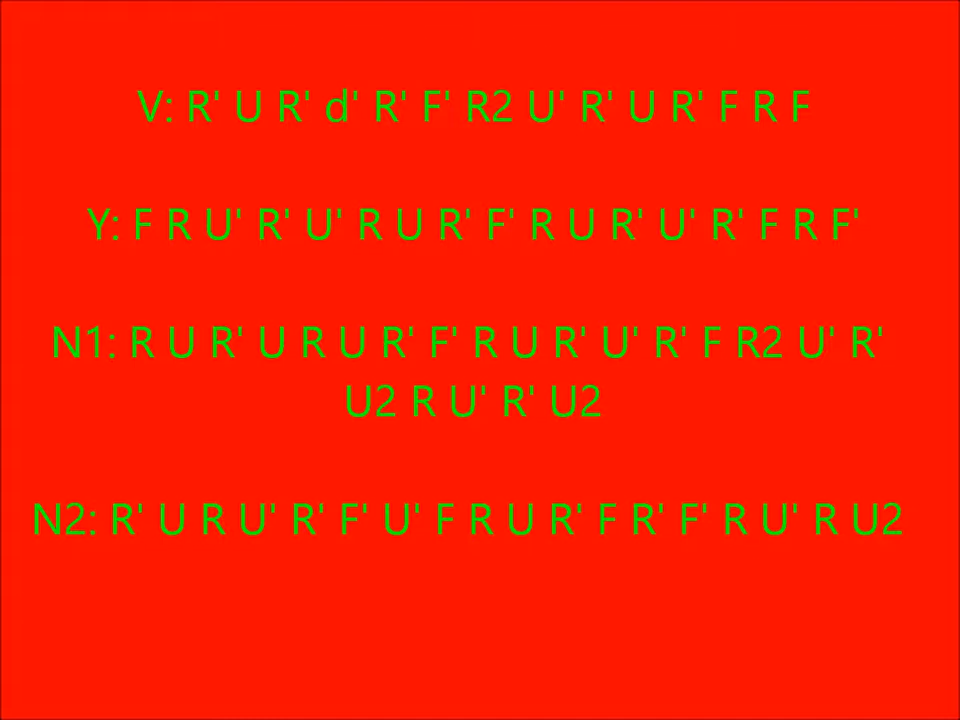 V: R' U R' d' R' F' R2 U' R' U R' F R F
Y: F R U' R' U' R U R' F' R U R' U' R' F R F'
N1: R U R' U R U R' F' R U R' U' R' F R2 U' R'
U2 R U' R' U2
N2: R' U R U' R' F' U' F R U R' F R' F' R U' R U2